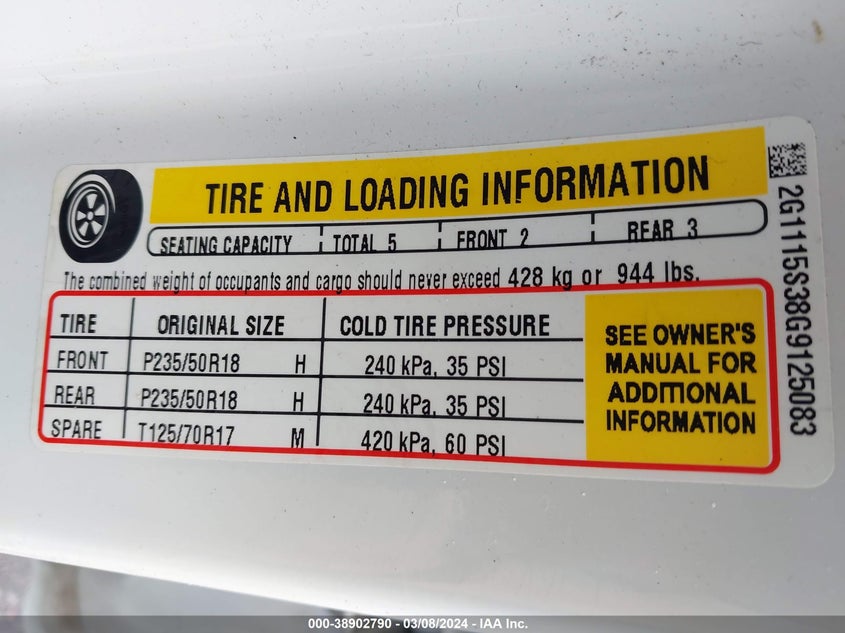 TIRE AND LOADING INFORMATION
SEATING CAPACITY TOTAL 5 FRONT 2 REAR 3
The combined weight of occupants and cargo should never exceed 428 kg or 944 lbs.
TIRE ORIGINAL SIZE COLD TIRE PRESSURE
FRONT P235/50R18 H 240 kPa, 35 PSI
REAR P235/50R18 H 240 kPa, 35 PSI
SPARE T125/70R17 M 420 kPa, 60 PSI
SEE OWNER'S
MANUAL FOR
ADDITIONAL
INFORMATION
2G1115S38G9125083
000-38902790 - 03/08/2024 - IAA Inc.